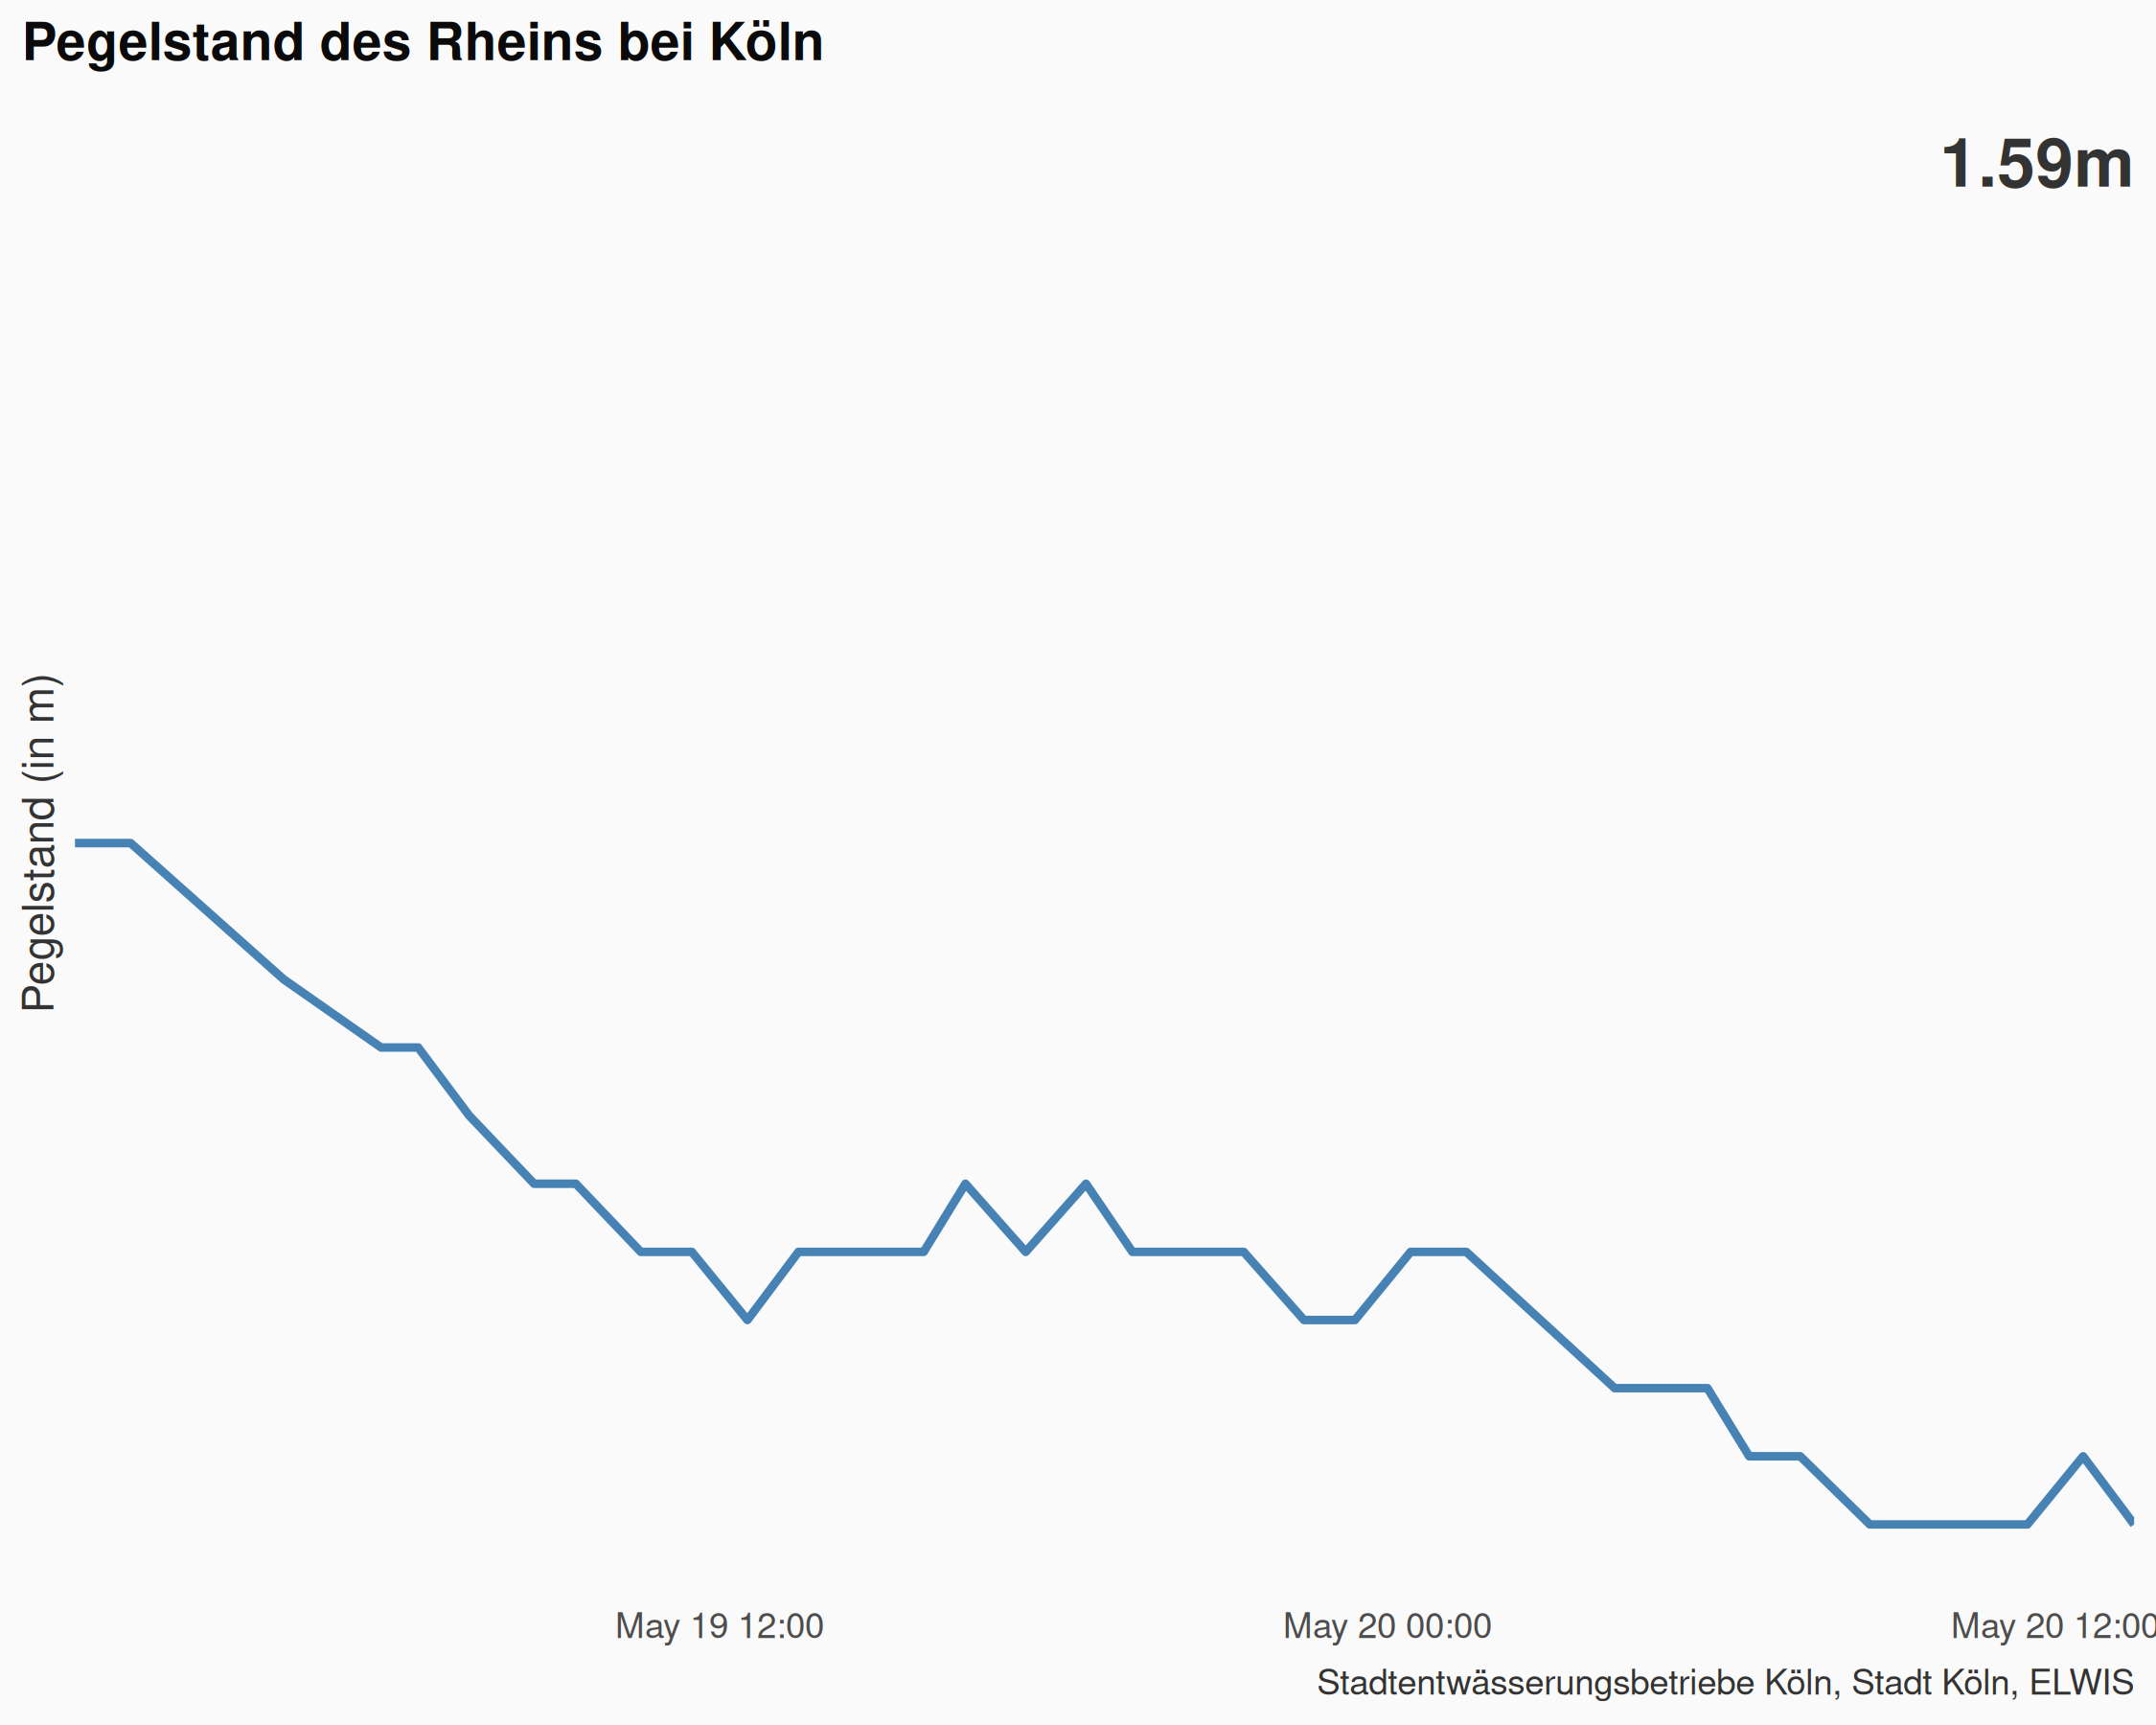 Pegelstand des Rheins bei Köln
1.59m
Pegelstand (in m)
May 19 12:00
May 20 00:00
May 20 12:00
Stadtentwässerungsbetriebe Köln, Stadt Köln, ELWIS